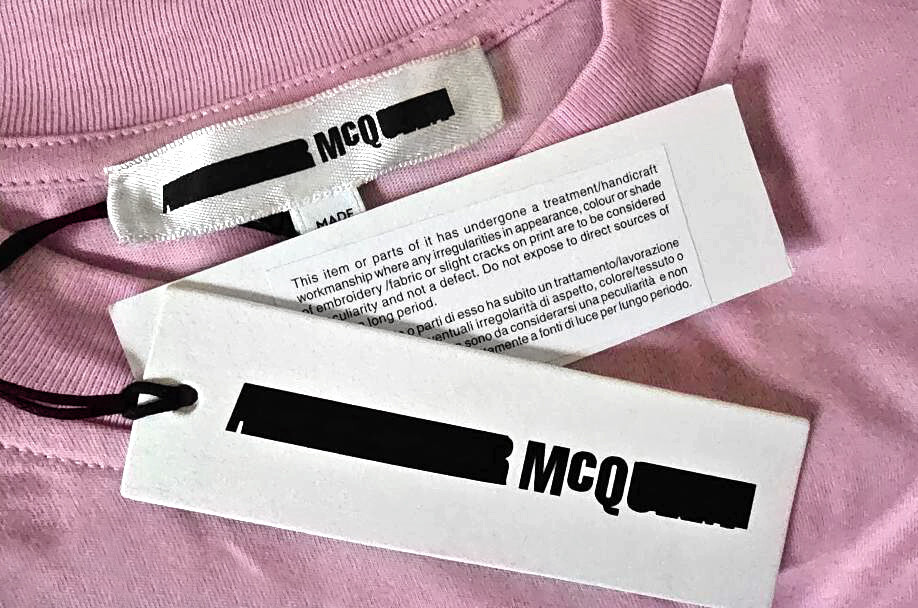 McQ
MADE
This item or parts of it has undergone a treatment/handicraft
workmanship where any irregularities in appearance, colour or shade
of embroidery /fabric or slight cracks on print are to be considered
culiarity and not a defect. Do not expose to direct sources of
long period.
o parti di esso ha subito un trattamento/lavorazione
ventuali irregolarità di aspetto, colore/tessuto o
sono da considerarsi una peculiarità e non
tamente a fonti di luce per lungo periodo.
McQ